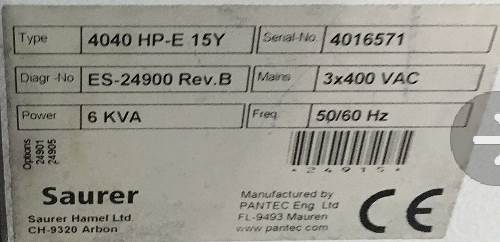 Type 4040 HP-E 15Y Serial-No. 4016571
Diagr-No ES-24900 Rev.B Mains 3x400 VAC
Power 6 KVA Freq 50/60 Hz
Options
24901
24905
*24915*
Saurer
Saurer Hamel Ltd.
CH-9320 Arbon
Manufactured by
PANTEC Eng. Ltd
FL-9493 Mauren
www.pantec.com
CE